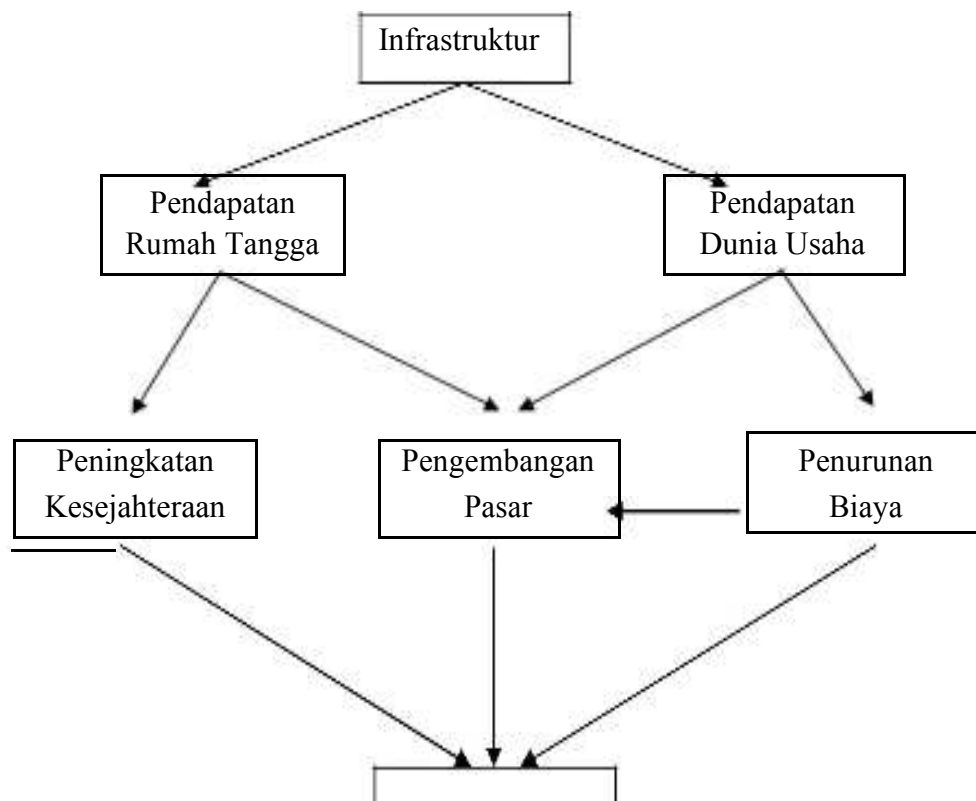 Infrastruktur
Pendapatan
Rumah Tangga
Pendapatan
Dunia Usaha
Peningkatan
Kesejahteraan
Pengembangan
Pasar
Penurunan
Biaya